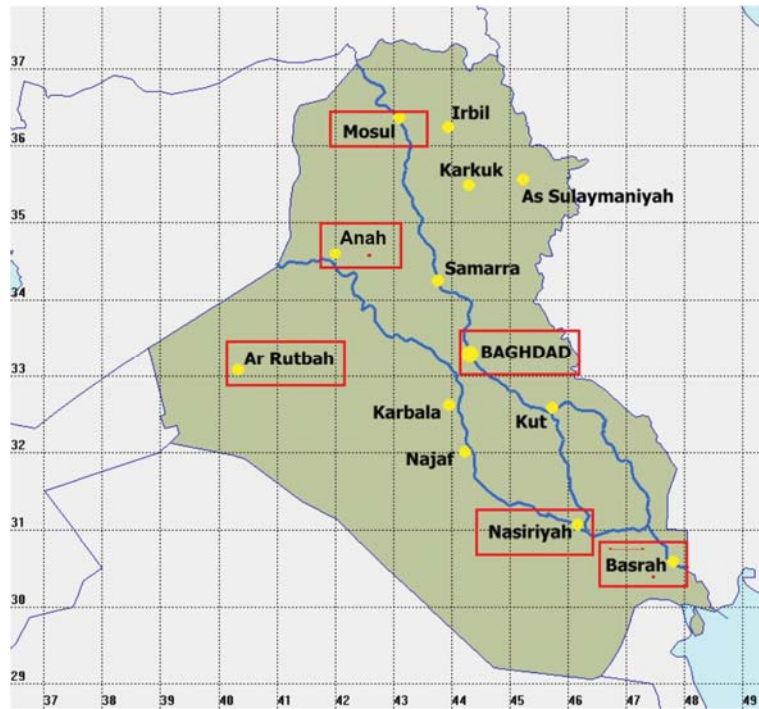 37
Irbil
Mosul
36
Karkuk
As Sulaymaniyah
35
Anah
Samarra
34
BAGHDAD
Ar Rutbah
33
Karbala
Kut
Najaf
32
31
Nasiriyah
Basrah
30
29
37 38 39 40 41 42 43 44 45 46 47 48 49